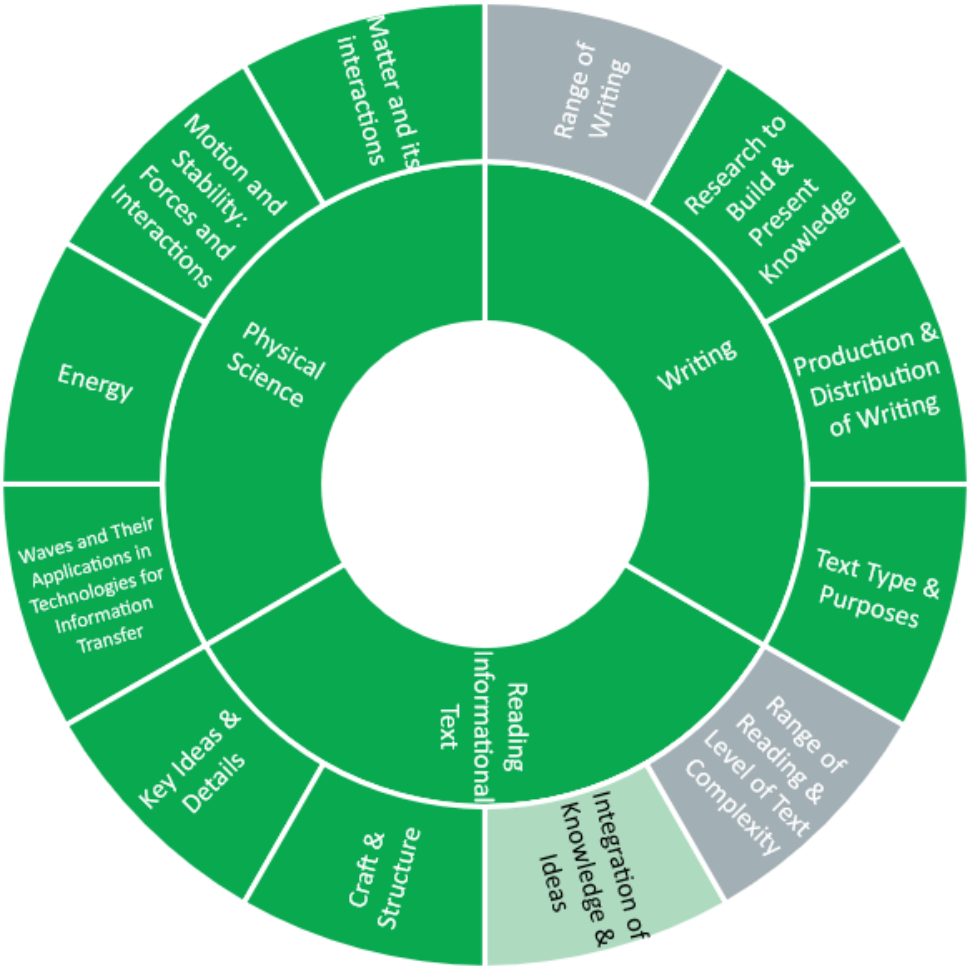 Range of
Writing
Research to
Build &
Present
Knowledge
Production &
Distribution
of Writing
Text Type &
Purposes
Range of
Reading &
Level of Text
Complexity
Integration of
Knowledge &
Ideas
Craft &
Structure
Key Ideas &
Details
Waves and Their
Applications in
Technologies for
Information
Transfer
Energy
Motion and
Stability:
Forces and
Interactions
Matter and its
interactions
Writing
Reading
Informational
Text
Physical
Science